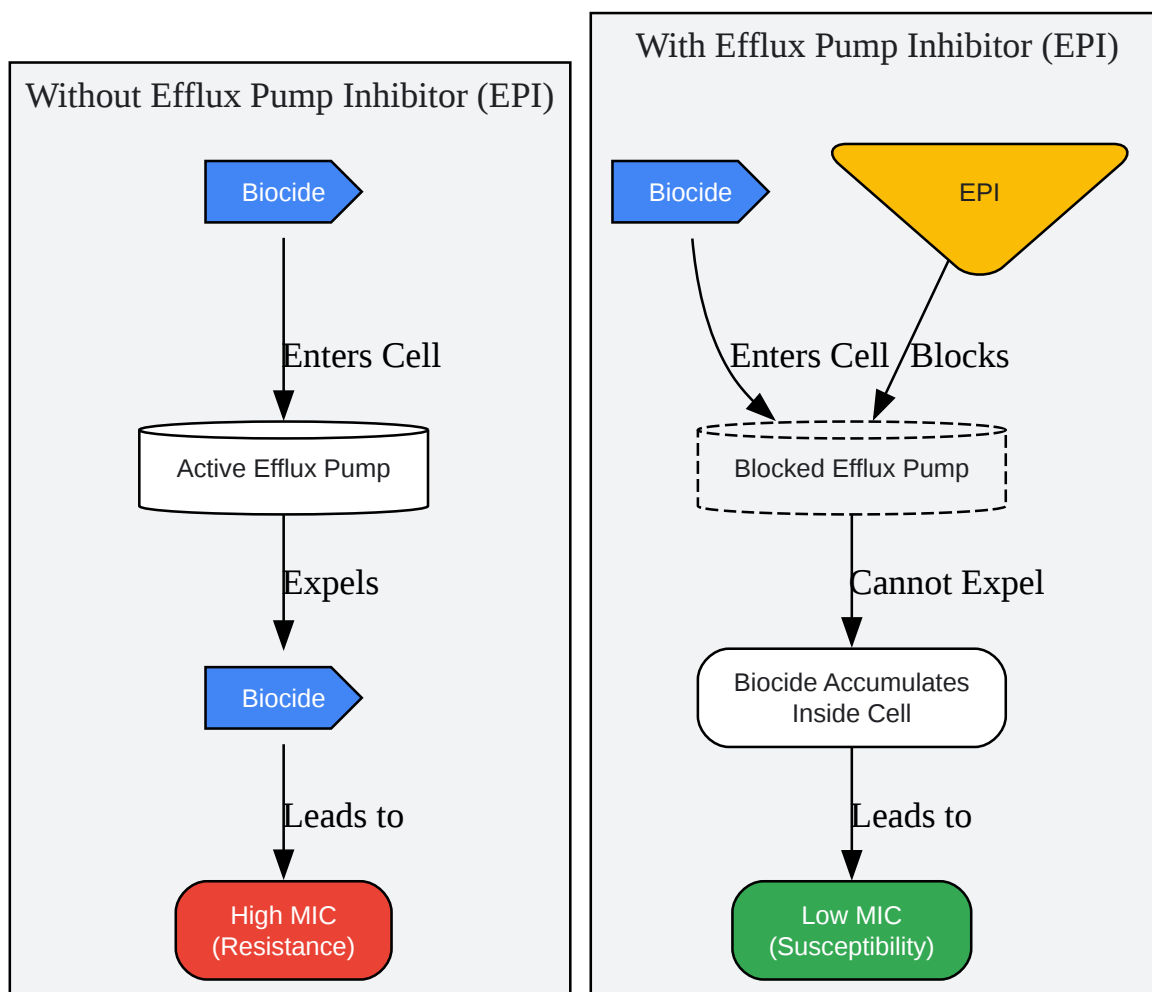 Without Efflux Pump Inhibitor (EPI)
Biocide
Enters Cell
Active Efflux Pump
Expels
Biocide
Leads to
High MIC
(Resistance)
With Efflux Pump Inhibitor (EPI)
Biocide
EPI
Enters Cell
Blocks
Blocked Efflux Pump
Cannot Expel
Biocide Accumulates
Inside Cell
Leads to
Low MIC
(Susceptibility)